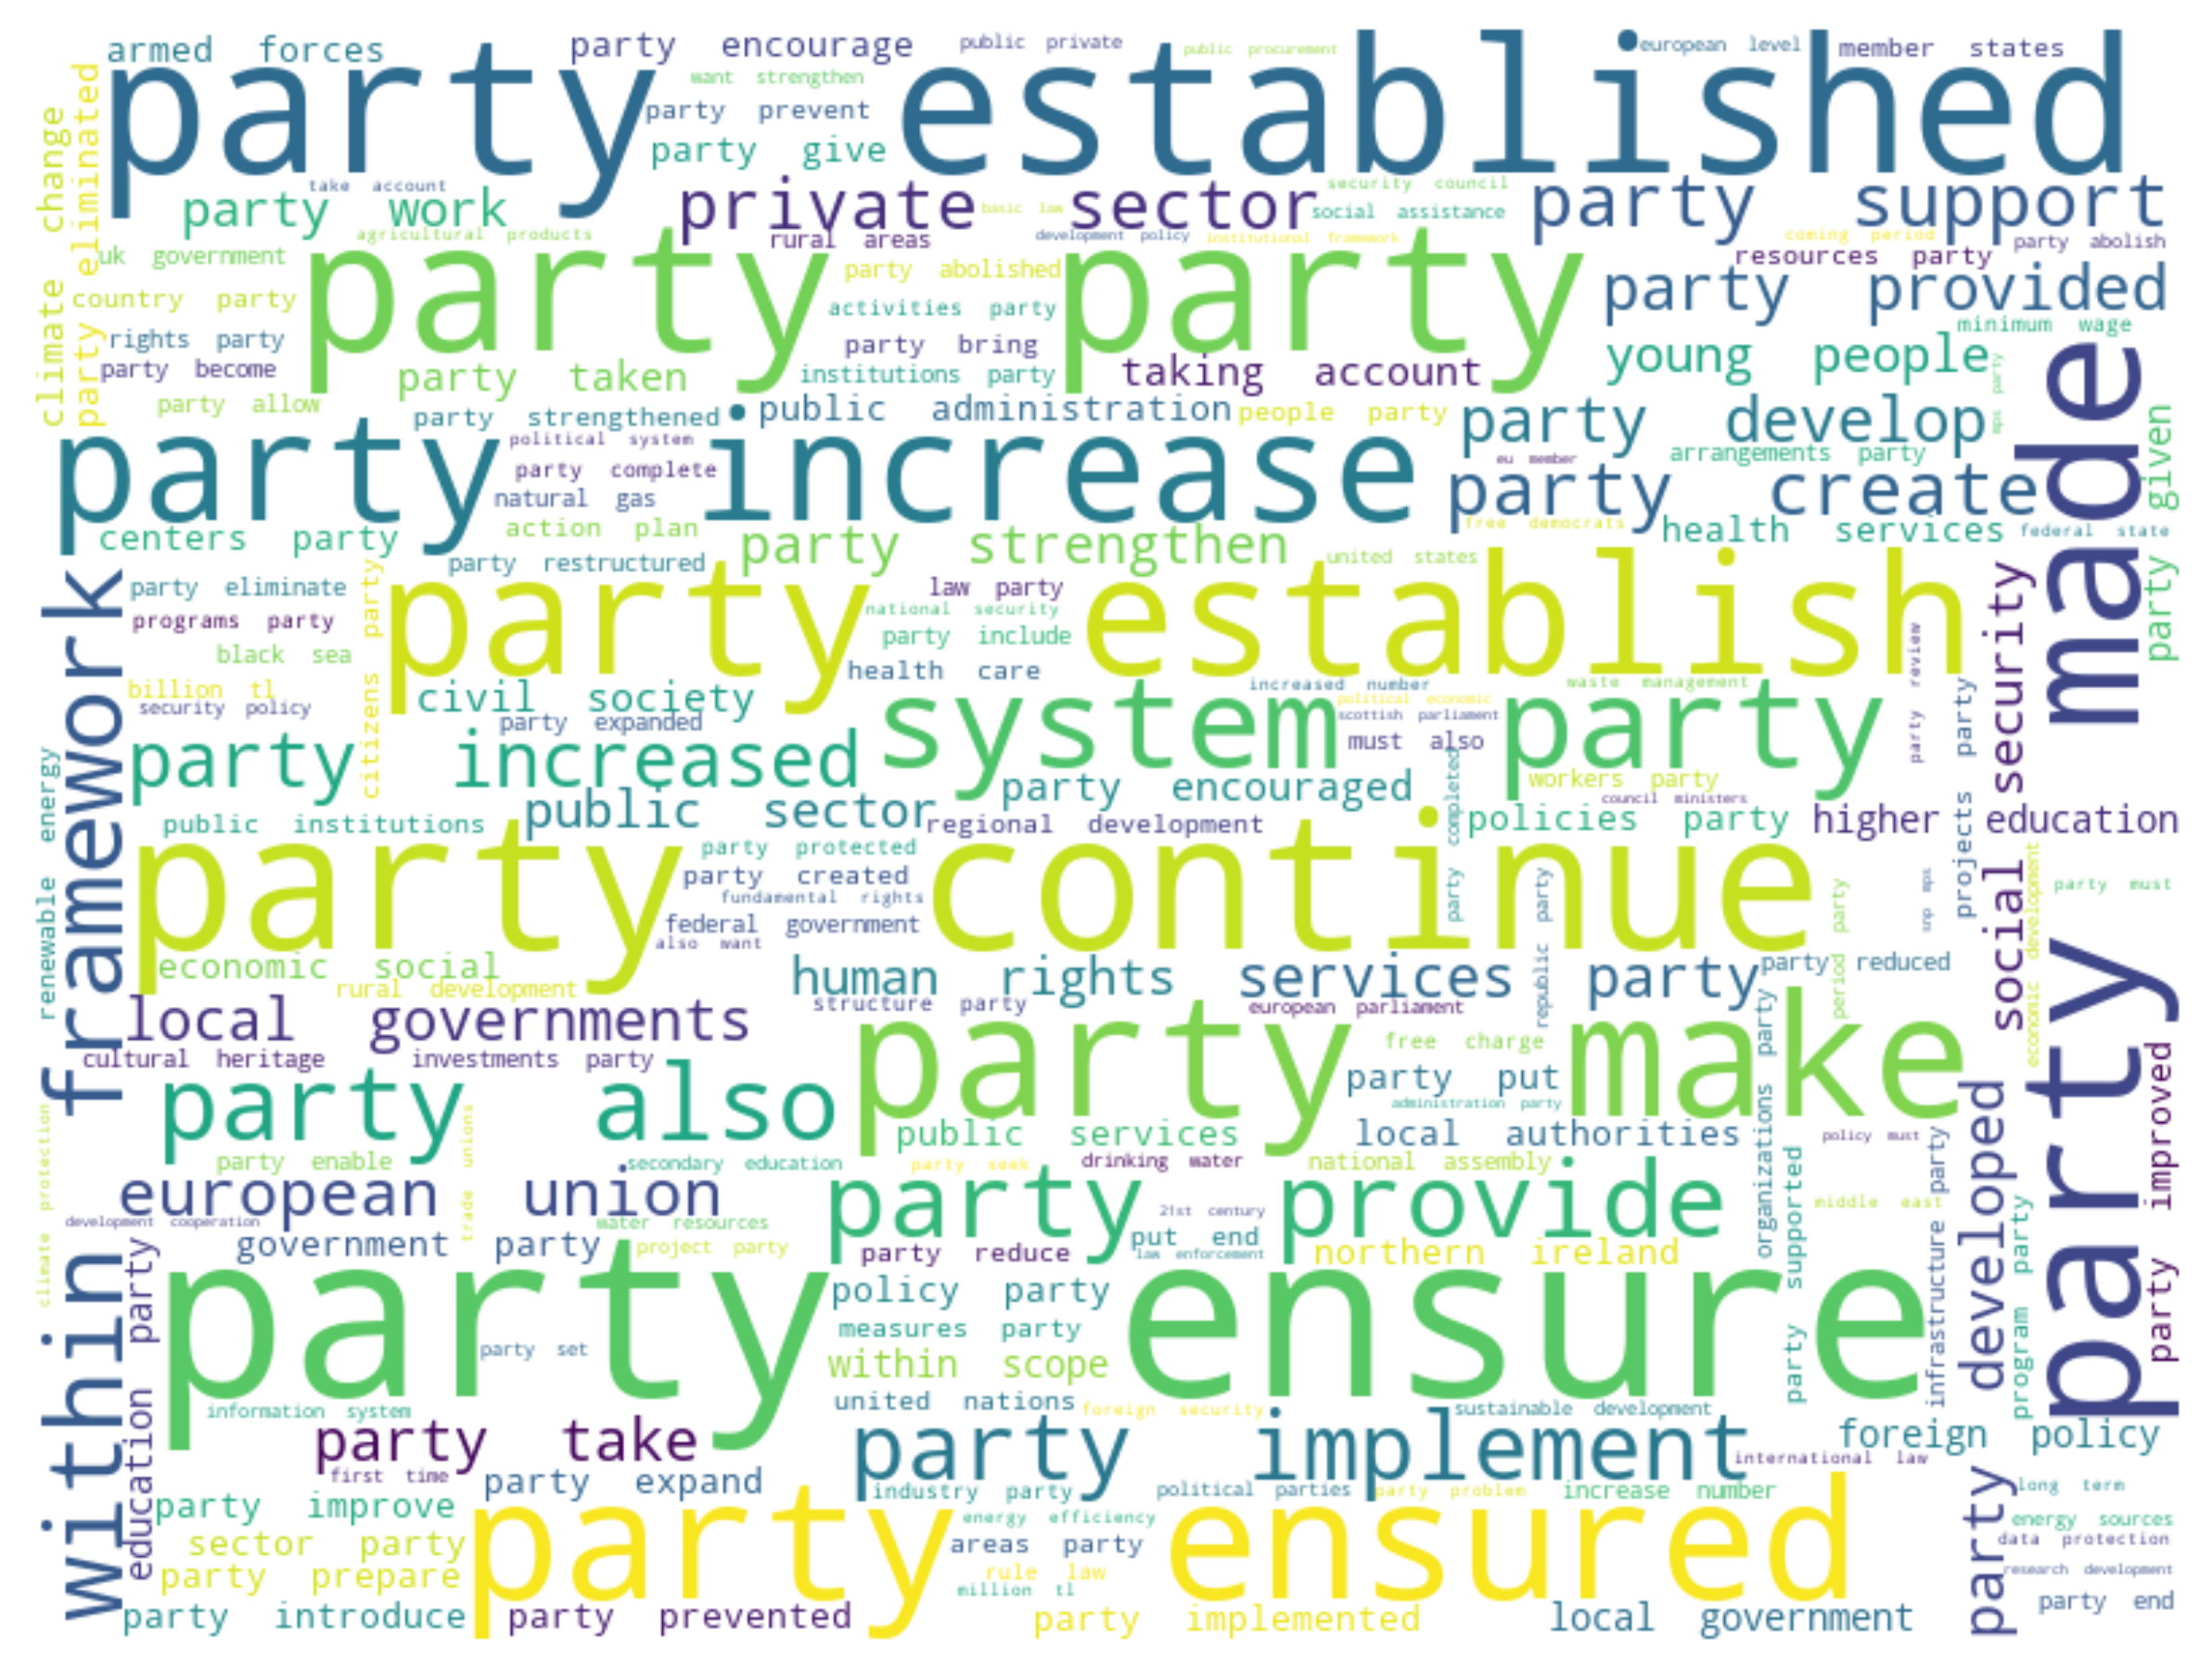 armed forces
party encourage
public private
public procurement
european level
member states
party established
want strengthen
party prevent
party give
climate change
party eliminated
take account
party work
private sector
basic law
security council
social assistance
party support
agricultural products
rural areas
development policy
institutional framework
coming period
party abolish
uk government
party party
party abolished
resources party
country party
activities party
party provided
rights party
party bring
minimum wage
party become
party taken
institutions party
taking account
young people
mps party
party made
party allow
party strengthened
public administration
people party
party develop
party given
political system
party increase
party complete
eu member
arrangements party
natural gas
party create
centers party
action plan
free democrats
health services
federal state
party strengthen
united states
party restructured
party eliminate
citizens party
law party
party establish
national security
programs party
party include
black sea
health care
party review
social security
within framework
billion tl
security policy
civil society
increased number
political economic
waste management
party expanded
scottish parliament
system party
must also
projects party
party increased
party encouraged
party completed
workers party
renewable energy
public sector
council ministers
public institutions
regional development
policies party
higher education
party continue
party protected
party created
fundamental rights
republic party
period party
snp mps
economic development
party must
federal government
also want
economic social
human rights
services party
party reduced
rural development
structure party
european parliament
local governments
free charge
party make
cultural heritage
investments party
organizations party
party improved
party also
party put
administration party
climate protection
trade unions
public services
local authorities
policy must
party developed
party enable
secondary education
party seek
drinking water
national assembly
party supported
infrastructure party
european union
party provide
middle east
program party
development cooperation
water resources
21st century
put end
government party
project party
party reduce
law enforcement
northern ireland
education party
party ensure
policy party
measures party
party set
within scope
united nations
foreign security
sustainable development
information system
party take
party implement
foreign policy
first time
party expand
international law
party improve
industry party
political parties
party problem
increase number
long term
party ensured
energy efficiency
energy sources
sector party
areas party
data protection
party prepare
rule law
million tl
research development
party introduce
party prevented
party implemented
local government
party end